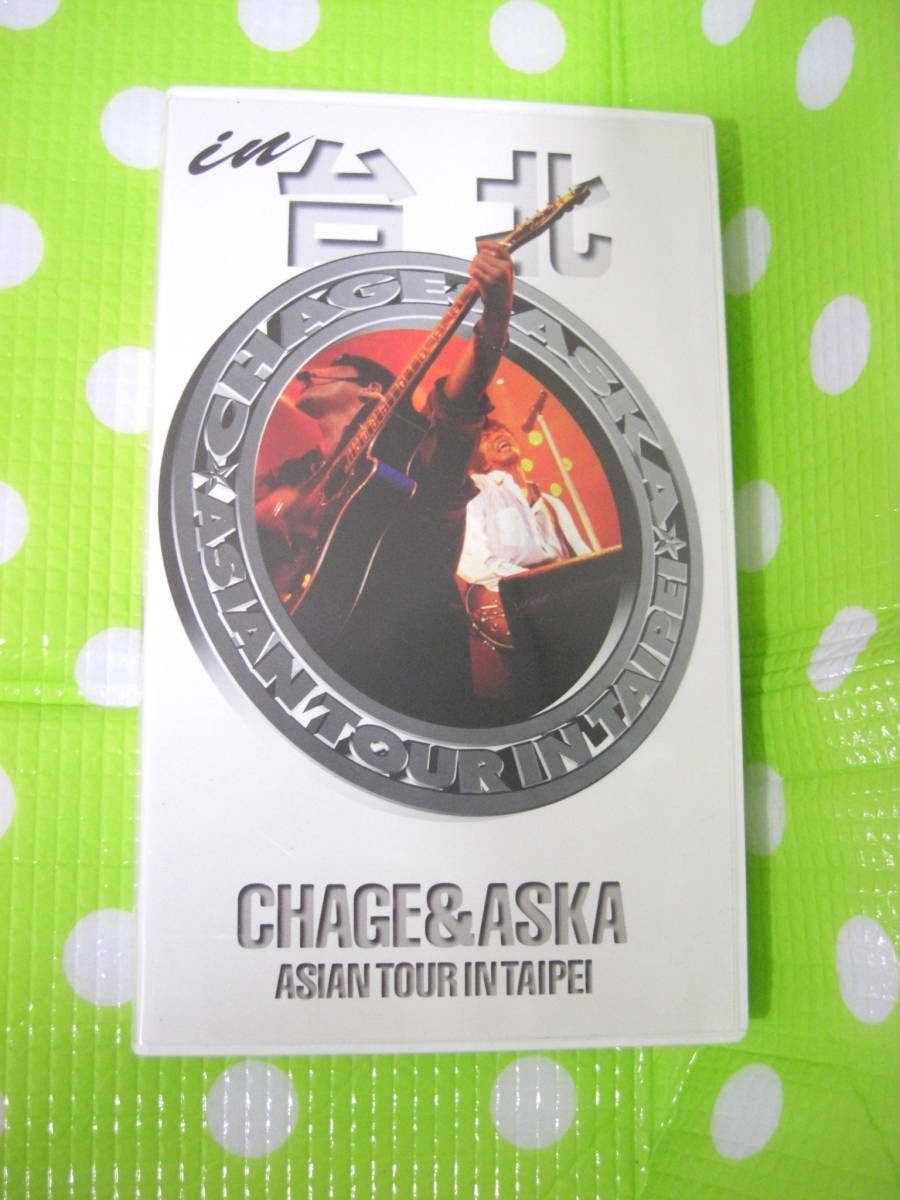 in 台北
CHAGE & ASKA
ASIAN TOUR IN TAIPEI
CHAGE&ASKA
ASIAN TOUR IN TAIPEI